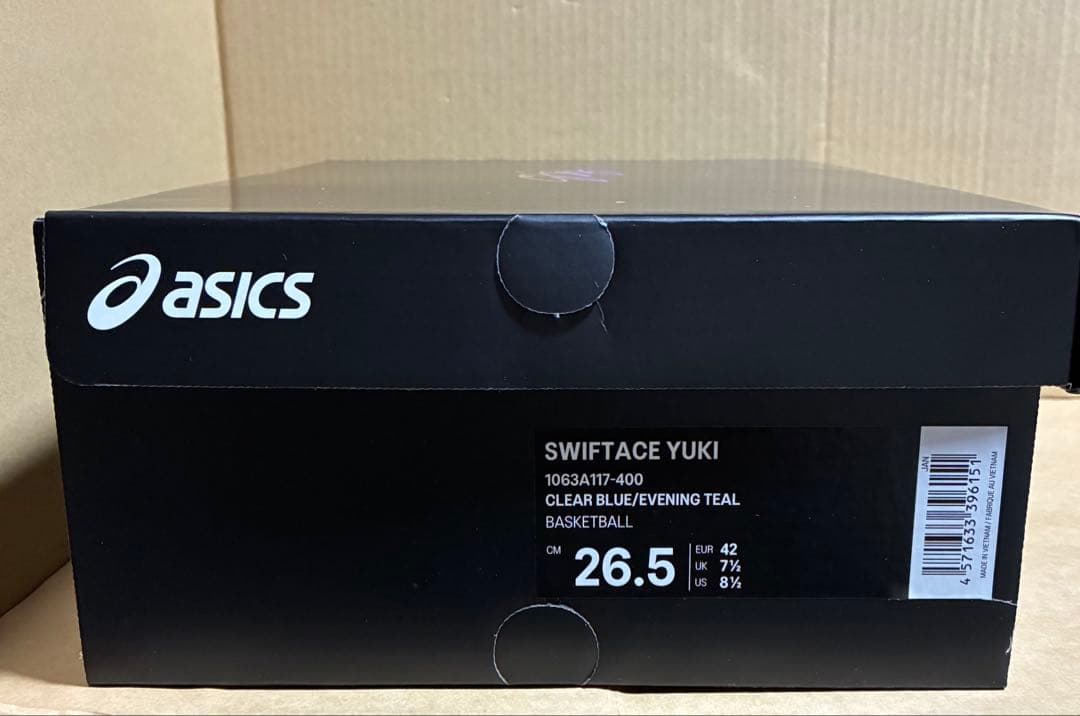 asics
SWIFTACE YUKI
1063A117-400
CLEAR BLUE/EVENING TEAL
BASKETBALL
CM 26.5
EUR 42
UK 7½
US 8½
JAN
4 571633 396151
MADE IN VIETNAM / FABRIQUE AU VIETNAM